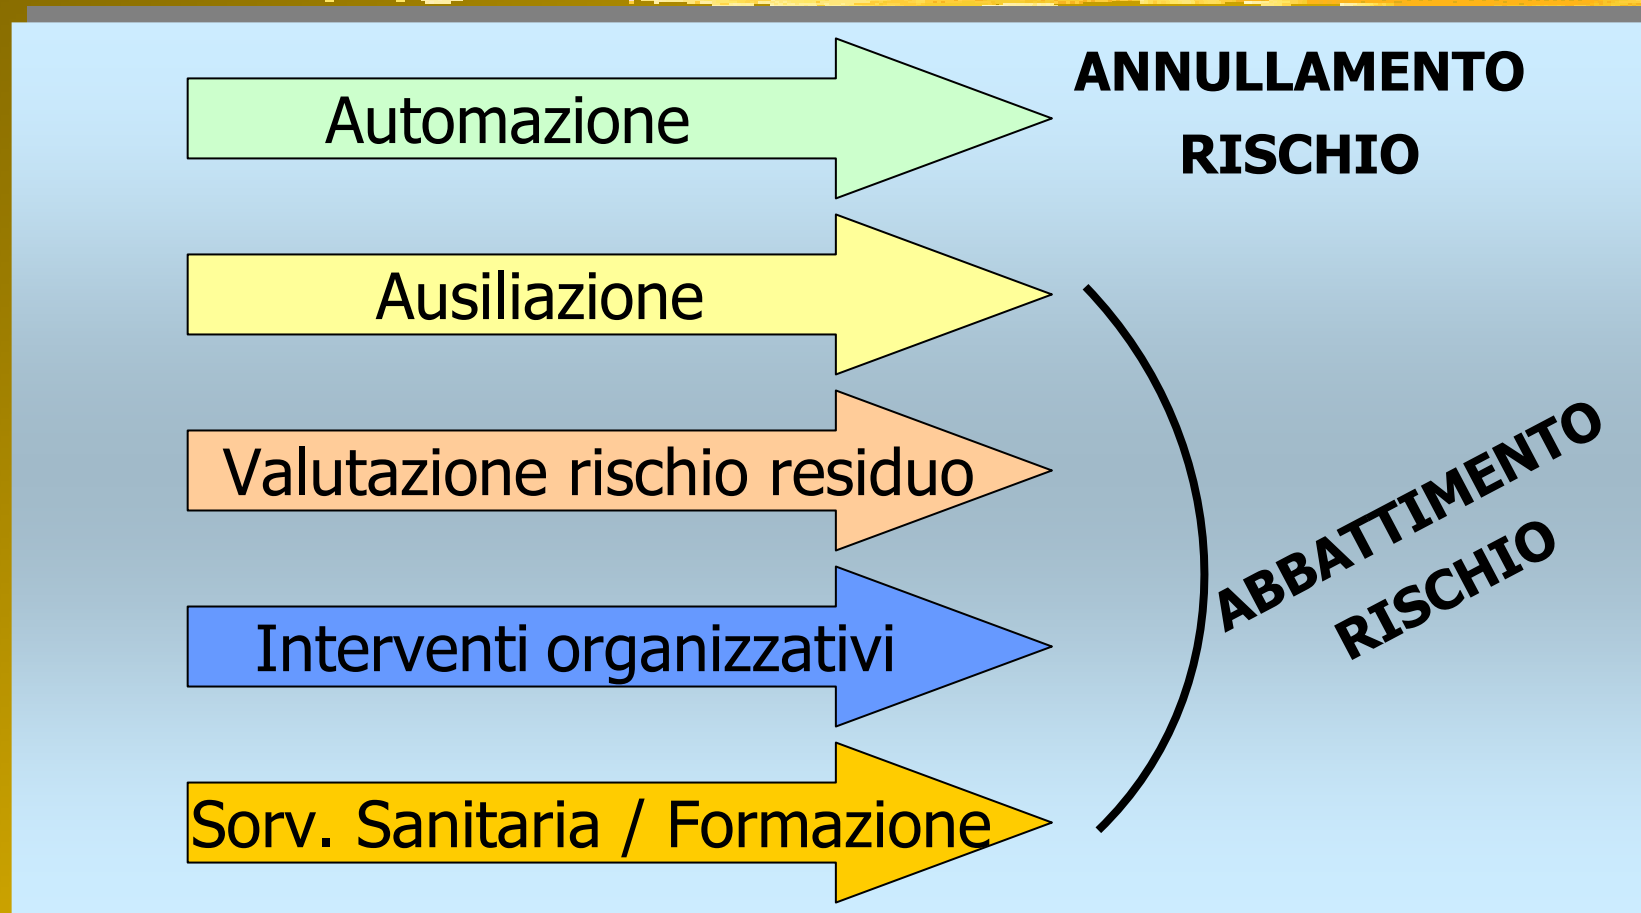 Automazione
ANNULLAMENTO
RISCHIO
Ausiliazione
Valutazione rischio residuo
Interventi organizzativi
Sorv. Sanitaria / Formazione
ABBATTIMENTO
RISCHIO